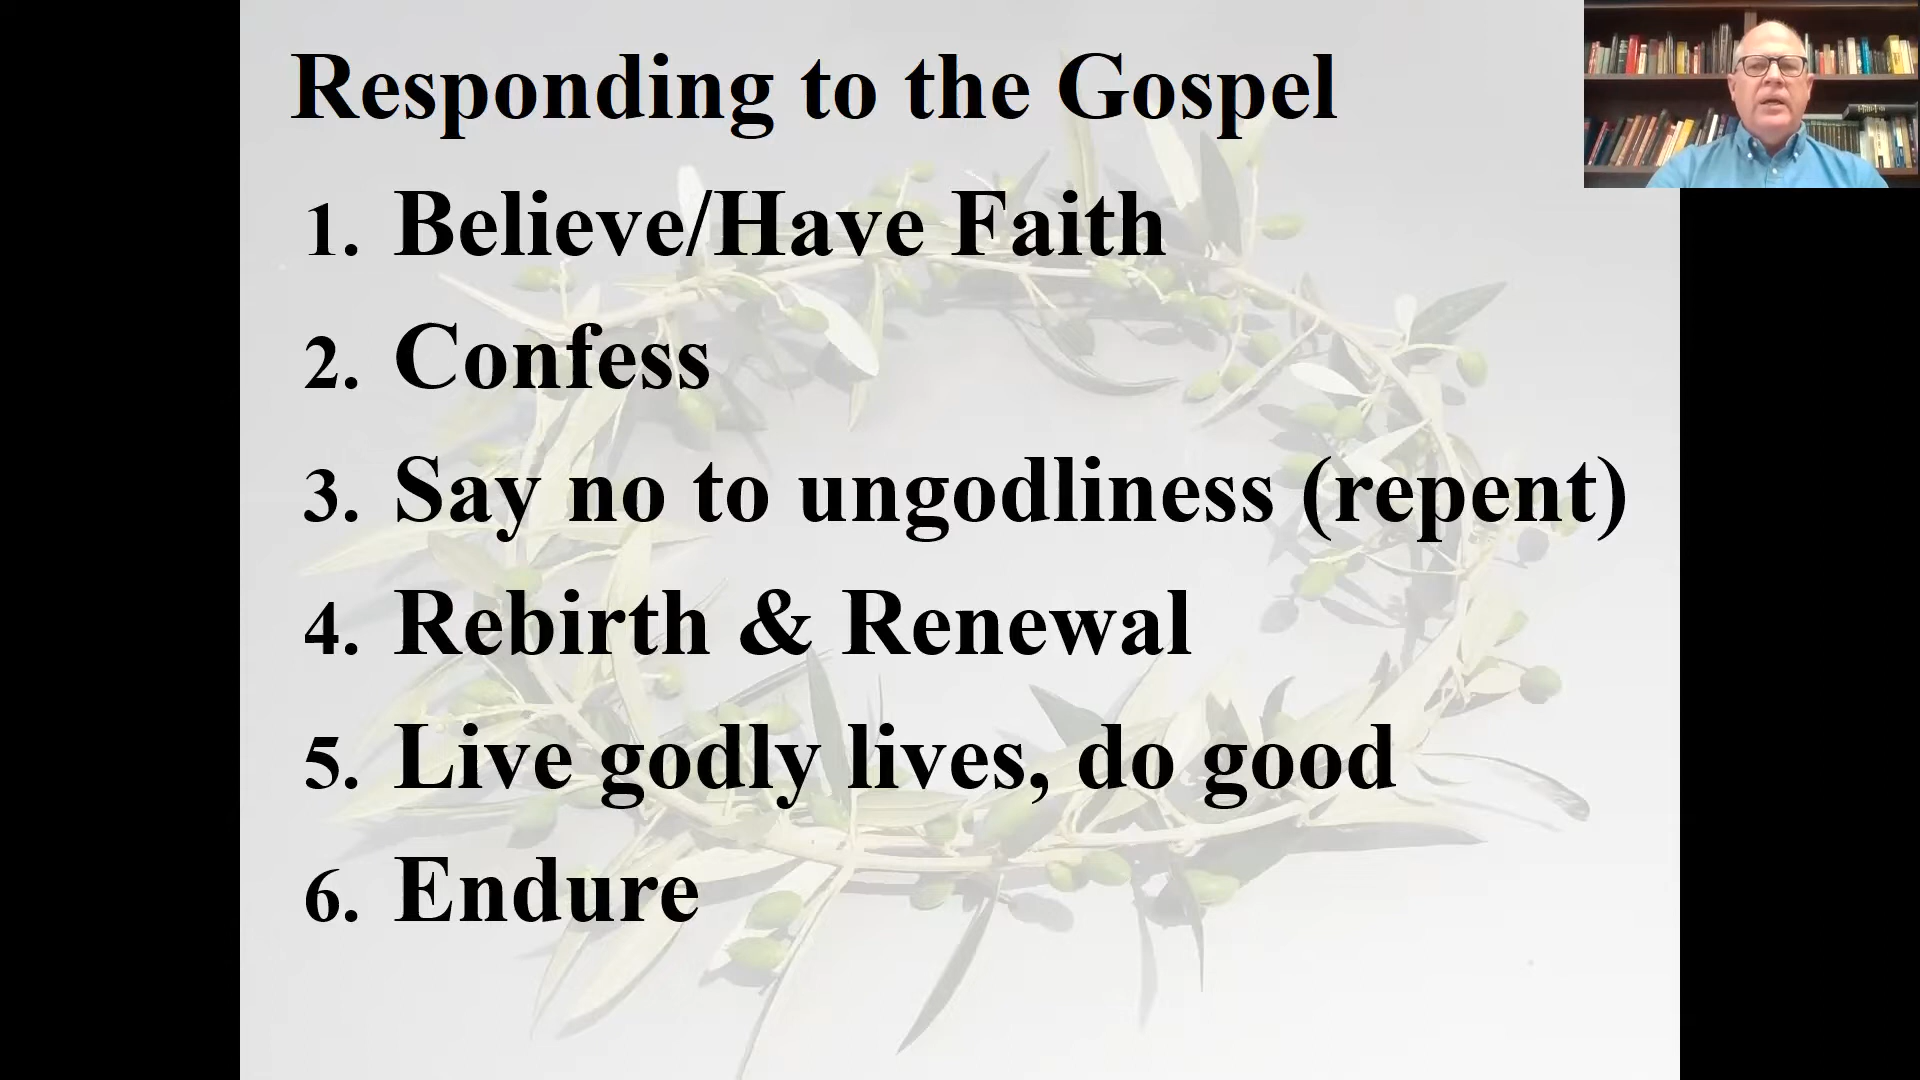 Responding to the Gospel
1. Believe/Have Faith
2. Confess
3. Say no to ungodliness (repent)
4. Rebirth & Renewal
5. Live godly lives, do good
6. Endure